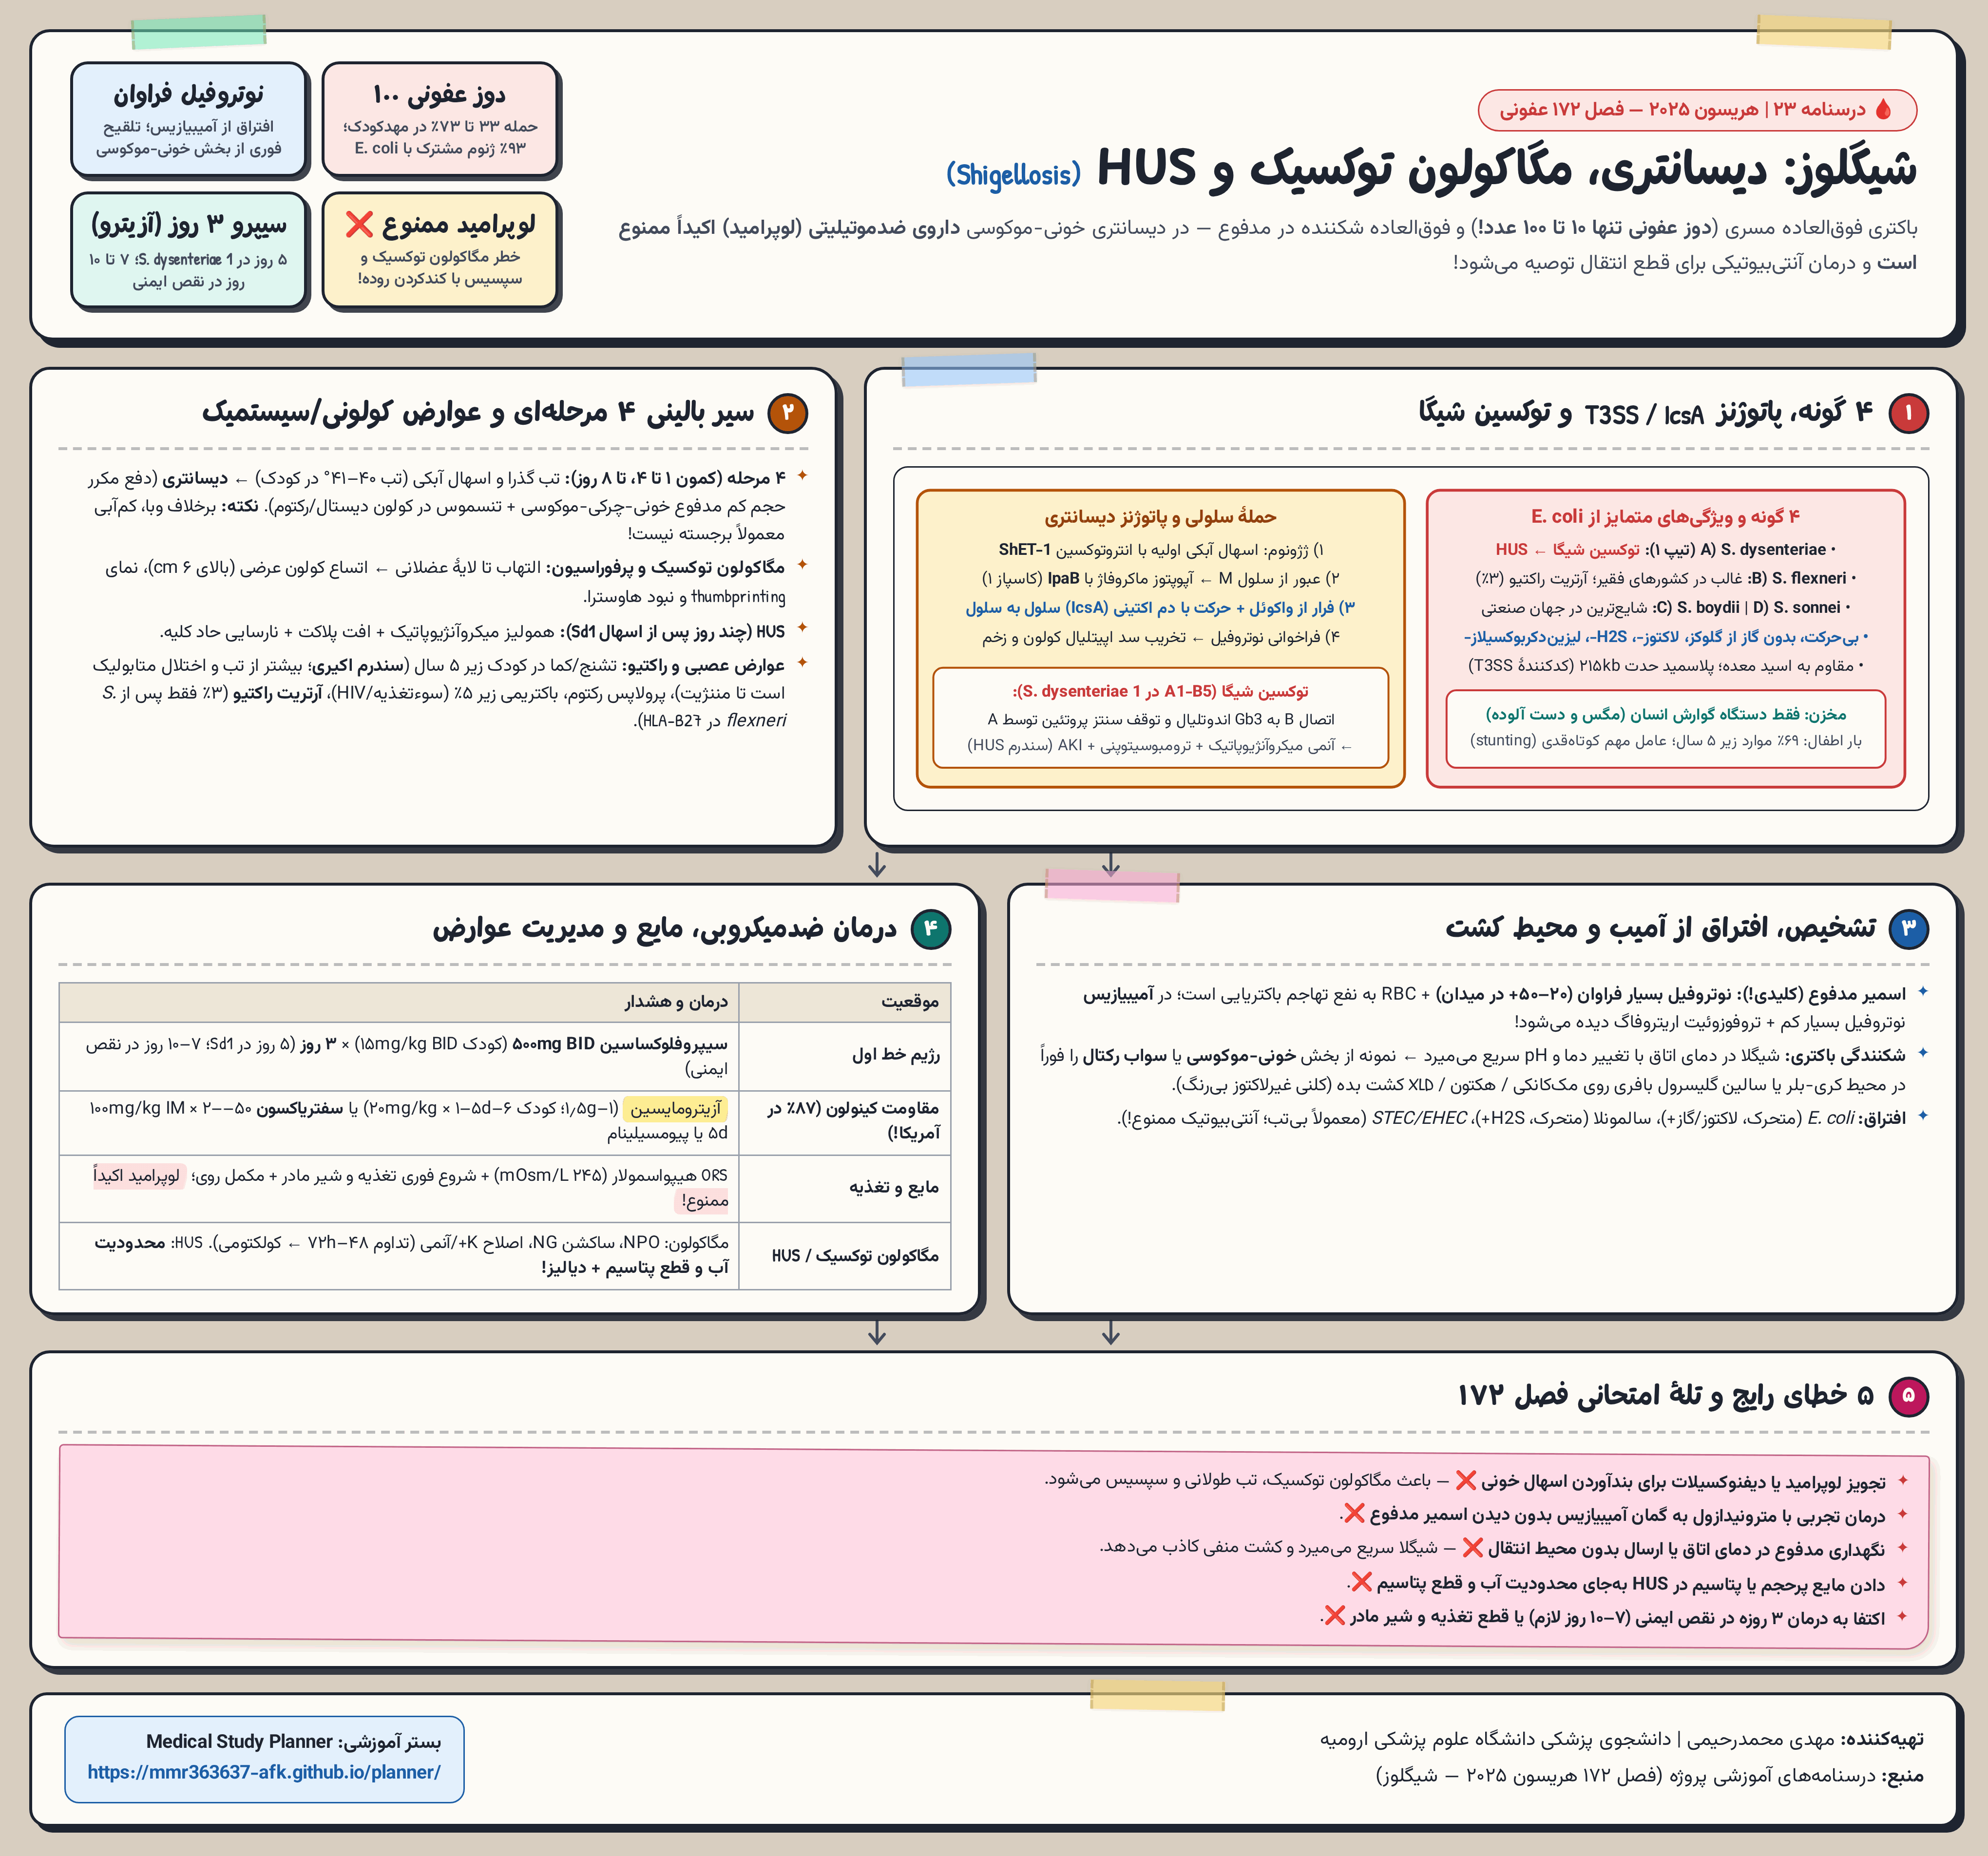 🩸 درسنامه ۲۳ | هریسون ۲۰۲۵ — فصل ۱۷۲ عفونی
شیگلوز: دیسانتری، مگاکولون توکسیک و HUS (Shigellosis)
باکتری فوق‌العاده مسری (دوز عفونی تنها ۱۰ تا ۱۰۰ عدد!) و فوق‌العاده شکننده در مدفوع — در دیسانتری خونی-موکوسی داروی ضدموتیلیتی (لوپرامید) اکیداً ممنوع
است و درمان آنتی‌بیوتیکی برای قطع انتقال توصیه می‌شود!
دوز عفونی ۱۰۰
حمله ۳۳ تا ۷۳٪ در مهدکودک؛
۹۳٪ ژنوم مشترک با E. coli
نوتروفیل فراوان
افتراق از آمیبیازیس؛ تلقیح
فوری از بخش خونی-موکوسی
لوپرامید ممنوع ❌
خطر مگاکولون توکسیک و
سپسیس با کندکردن روده!
سیپرو ۳ روز (آزیترو)
۵ روز در S. dysenteriae 1؛ ۷ تا ۱۰
روز در نقص ایمنی
۱ ۴ گونه، پاتوژنز T3SS / IcsA و توکسین شیگا
۴ گونه و ویژگی‌های متمایز از E. coli
• A) S. dysenteriae (تیپ ۱): توکسین شیگا ← HUS
• B) S. flexneri: غالب در کشورهای فقیر؛ آرتریت راکتیو (۳٪)
• C) S. boydii | D) S. sonnei: شایع‌ترین در جهان صنعتی
• بی‌حرکت، بدون گاز از گلوکز، لاکتوز-، H2S-، لیزین‌دکربوکسیلاز-
• مقاوم به اسید معده؛ پلاسمید حدت ۲۱۵kb (کدکنندهٔ T3SS)
مخزن: فقط دستگاه گوارش انسان (مگس و دست آلوده)
بار اطفال: ۶۹٪ موارد زیر ۵ سال؛ عامل مهم کوتاه‌قدی (stunting)
حملهٔ سلولی و پاتوژنز دیسانتری
۱) ژژونوم: اسهال آبکی اولیه با انتروتوکسین ShET-1
۲) عبور از سلول M ← آپوپتوز ماکروفاژ با IpaB (کاسپاز ۱)
۳) فرار از واکوئل + حرکت با دم اکتینی (IcsA) سلول به سلول
۴) فراخوانی نوتروفیل ← تخریب سد اپیتلیال کولون و زخم
توکسین شیگا (A1-B5 در S. dysenteriae 1):
اتصال B به Gb3 اندوتلیال و توقف سنتز پروتئین توسط A
← آنمی میکروآنژیوپاتیک + ترومبوسیتوپنی + AKI (سندرم HUS)
۲ سیر بالینی ۴ مرحله‌ای و عوارض کولونی/سیستمیک
✦ ۴ مرحله (کمون ۱ تا ۴، تا ۸ روز): تب گذرا و اسهال آبکی (تب ۴۰–۴۱° در کودک) ← دیسانتری (دفع مکرر
حجم کم مدفوع خونی-چرکی-موکوسی + تنسموس در کولون دیستال/رکتوم). نکته: برخلاف وبا، کم‌آبی
معمولاً برجسته نیست!
✦ مگاکولون توکسیک و پرفوراسیون: التهاب تا لایهٔ عضلانی ← اتساع کولون عرضی (بالای ۶ cm)، نمای
thumbprinting و نبود هاوسترا.
✦ HUS (چند روز پس از اسهال Sd1): همولیز میکروآنژیوپاتیک + افت پلاکت + نارسایی حاد کلیه.
✦ عوارض عصبی و راکتیو: تشنج/کما در کودک زیر ۵ سال (سندرم اکیری؛ بیشتر از تب و اختلال متابولیک
است تا مننژیت)، پرولاپس رکتوم، باکتریمی زیر ۵٪ (سوءتغذیه/HIV)، آرتریت راکتیو (۳٪ فقط پس از S.
flexneri در HLA-B27).
۳ تشخیص، افتراق از آمیب و محیط کشت
✦ اسمیر مدفوع (کلیدی!): نوتروفیل بسیار فراوان (۲۰–۵۰+ در میدان) + RBC به نفع تهاجم باکتریایی است؛ در آمیبیازیس
نوتروفیل بسیار کم + تروفوزوئیت اریتروفاگ دیده می‌شود!
✦ شکنندگی باکتری: شیگلا در دمای اتاق با تغییر دما و pH سریع می‌میرد ← نمونه از بخش خونی-موکوسی یا سواب رکتال را فوراً
در محیط کری-بلر یا سالین گلیسرول بافری روی مک‌کانکی / هکتون / XLD کشت بده (کلنی غیرلاکتوز بی‌رنگ).
✦ افتراق: E. coli (متحرک، لاکتوز/گاز+)، سالمونلا (متحرک، H2S+)، STEC/EHEC (معمولاً بی‌تب؛ آنتی‌بیوتیک ممنوع!).
۴ درمان ضدمیکروبی، مایع و مدیریت عوارض
موقعیت درمان و هشدار
رژیم خط اول
سیپروفلوکساسین ۵۰۰mg BID (کودک ۱۵mg/kg BID) × ۳ روز (۵ روز در Sd1؛ ۷–۱۰ روز در نقص
ایمنی)
مقاومت کینولون (۸۷٪ در
آمریکا!)
آزیترومایسین (۱–۱٫۵g؛ کودک ۶–۲۰mg/kg × ۱–۵d) یا سفتریاکسون ۵۰–۱۰۰mg/kg IM × ۲–
۵d یا پیومسیلینام
مایع و تغذیه
ORS هیپواسمولار (۲۴۵ mOsm/L) + شروع فوری تغذیه و شیر مادر + مکمل روی؛ لوپرامید اکیداً
ممنوع!
مگاکولون توکسیک / HUS
مگاکولون: NPO، ساکشن NG، اصلاح K+/آنمی (تداوم ۴۸–۷۲h ← کولکتومی). HUS: محدودیت
آب و قطع پتاسیم + دیالیز!
۵ ۵ خطای رایج و تلهٔ امتحانی فصل ۱۷۲
✦ تجویز لوپرامید یا دیفنوکسیلات برای بندآوردن اسهال خونی ❌ — باعث مگاکولون توکسیک، تب طولانی و سپسیس می‌شود.
✦ درمان تجربی با مترونیدازول به گمان آمیبیازیس بدون دیدن اسمیر مدفوع ❌.
✦ نگهداری مدفوع در دمای اتاق یا ارسال بدون محیط انتقال ❌ — شیگلا سریع می‌میرد و کشت منفی کاذب می‌دهد.
✦ دادن مایع پرحجم یا پتاسیم در HUS به‌جای محدودیت آب و قطع پتاسیم ❌.
✦ اکتفا به درمان ۳ روزه در نقص ایمنی (۷–۱۰ روز لازم) یا قطع تغذیه و شیر مادر ❌.
تهیه‌کننده: مهدی محمدرحیمی | دانشجوی پزشکی دانشگاه علوم پزشکی ارومیه
منبع: درسنامه‌های آموزشی پروژه (فصل ۱۷۲ هریسون ۲۰۲۵ — شیگلوز)
بستر آموزشی: Medical Study Planner
https://mmr363637-afk.github.io/planner/